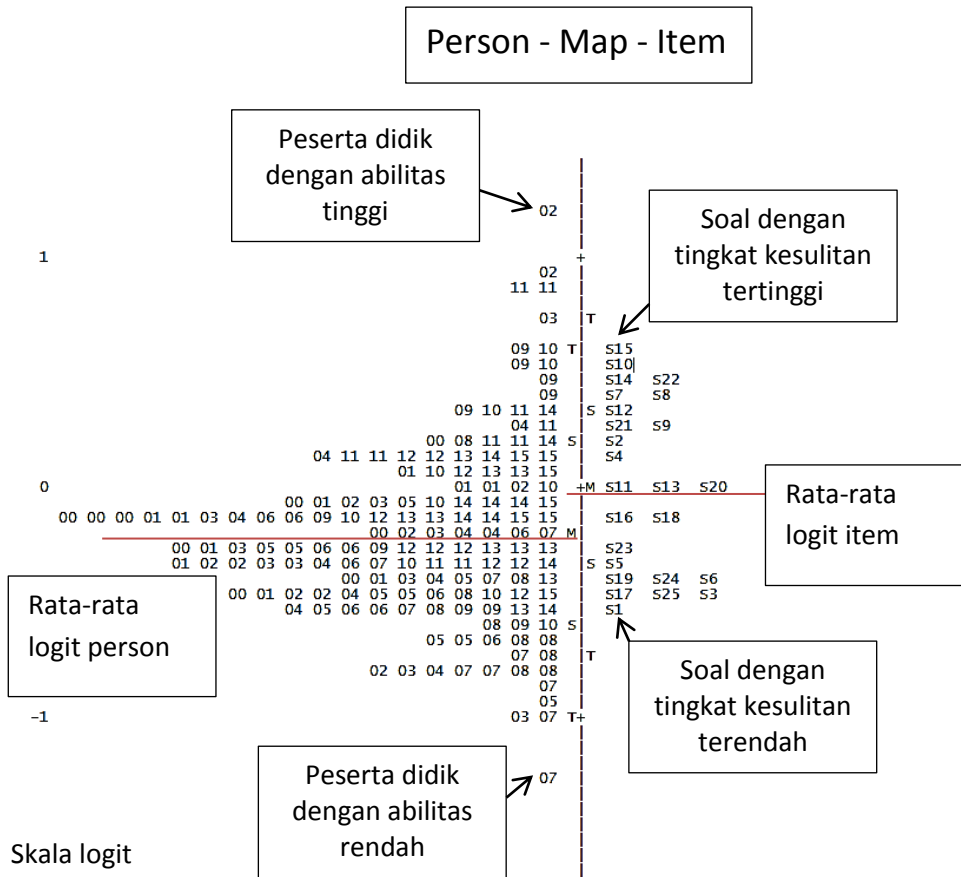 Person - Map - Item
Peserta didik
dengan abilitas
tinggi
02
Soal dengan
tingkat kesulitan
tertinggi
1 +
02
11 11
03 T
09 10 T S15
09 10 S10
09 S14 S22
09 S7 S8
09 10 11 14 S S12
04 11 S21 S9
00 08 11 11 14 S S2
04 11 11 12 12 13 14 15 15 S4
01 10 12 13 13 15
0 01 01 02 10 +M S11 S13 S20
Rata-rata
logit item
00 01 02 03 05 10 14 14 14 15
00 00 00 01 01 03 04 06 06 09 10 12 13 13 14 14 15 15 S16 S18
00 02 03 04 04 06 07 M
00 01 03 05 05 06 06 09 12 12 12 13 13 13 S23
01 02 02 03 03 04 06 07 10 11 11 12 12 14 S S5
00 01 03 04 05 07 08 13 S19 S24 S6
00 01 02 02 04 05 05 06 08 10 12 15 S17 S25 S3
04 05 06 06 07 08 09 09 13 14 S1
Rata-rata
logit person
08 09 10 S
05 05 06 08 08
07 08 T
02 03 04 07 07 08 08
07
05
-1 03 07 T+
Soal dengan
tingkat kesulitan
terendah
07
Peserta didik
dengan abilitas
rendah
Skala logit